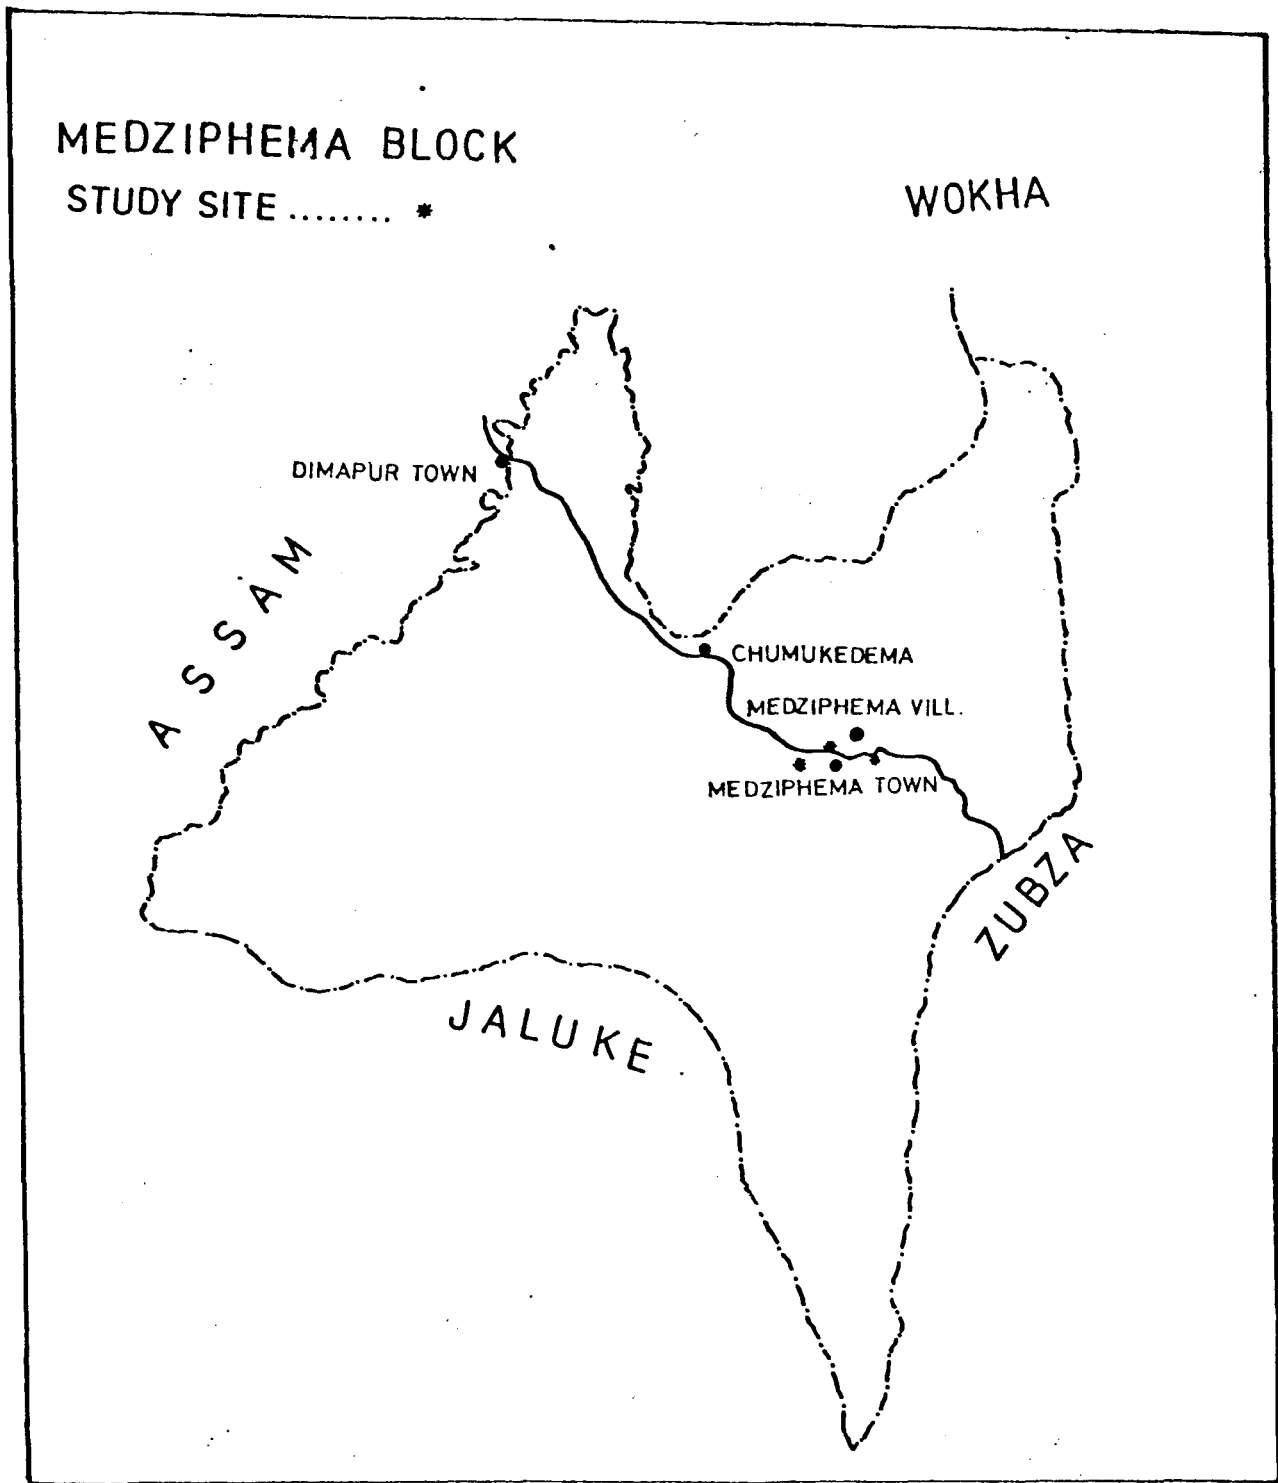 MEDZIPHEMA BLOCK
STUDY SITE ........ *
WOKHA
DIMAPUR TOWN
ASSAM
CHUMUKEDEMA
MEDZIPHEMA VILL.
MEDZIPHEMA TOWN
ZUBZA
JALUKE